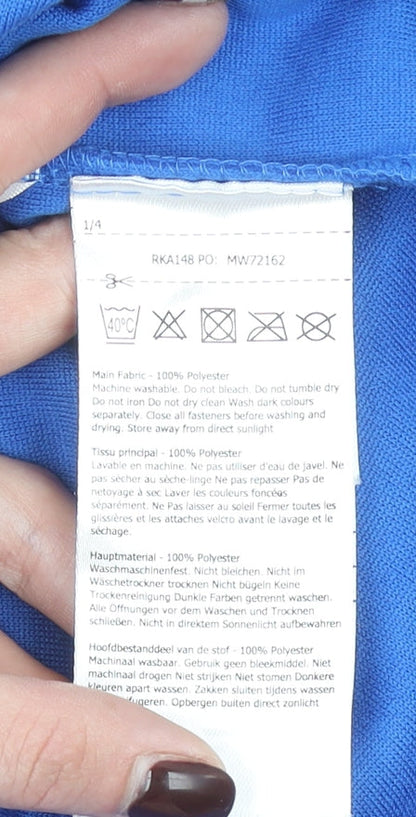 1/4
RKA148 PO: MW72162
40°C
Main Fabric - 100% Polyester
Machine washable. Do not bleach. Do not tumble dry
Do not iron Do not dry clean Wash dark colours
separately. Close all fasteners before washing and
drying. Store away from direct sunlight
Tissu principal - 100% Polyester
Lavable en machine. Ne pas utiliser d'eau de javel. Ne
pas sécher au sèche-linge Ne pas repasser Pas de
netoyage à sec Laver les couleurs foncéas
séparément. Ne Pas laisser au soleil Fermer toutes les
glissières et les attaches velcro avant le lavage et le
séchage.
Hauptmaterial - 100% Polyester
Waschmaschinenfest. Nicht bleichen. Nicht im
Wäschetrockner trocknen Nicht bügeln Keine
Trockenreinigung Dunkle Farben getrennt waschen.
Alle Öffnungen vor dem Waschen und Trocknen
schließen. Nicht in direktem Sonnenlicht aufbewahren
Hoofdbestanddeel van de stof - 100% Polyester
Machinaal wasbaar. Gebruik geen bleekmiddel. Niet
machinaal drogen Niet strijken Niet stomen Donkere
kleuren apart wassen. Zakken sluiten tijdens wassen
Opbergen buiten direct zonlicht